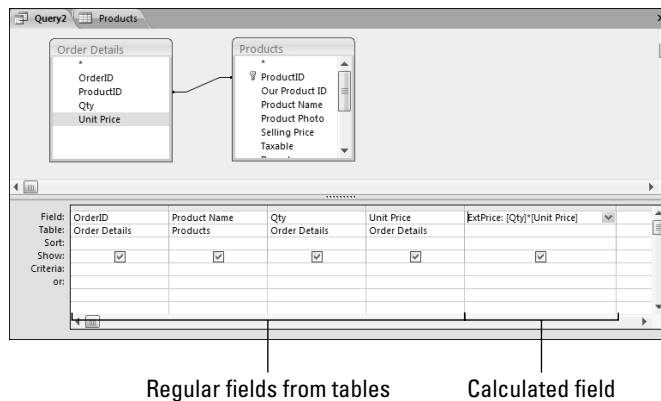 Query2 Products
Order Details
*
OrderID
ProductID
Qty
Unit Price
Products
*
ProductID
Our Product ID
Product Name
Product Photo
Selling Price
Taxable
Field: OrderID Product Name Qty Unit Price ExtPrice: [Qty]*[Unit Price]
Table: Order Details Products Order Details Order Details
Sort:
Show:
Criteria:
or:
Regular fields from tables Calculated field